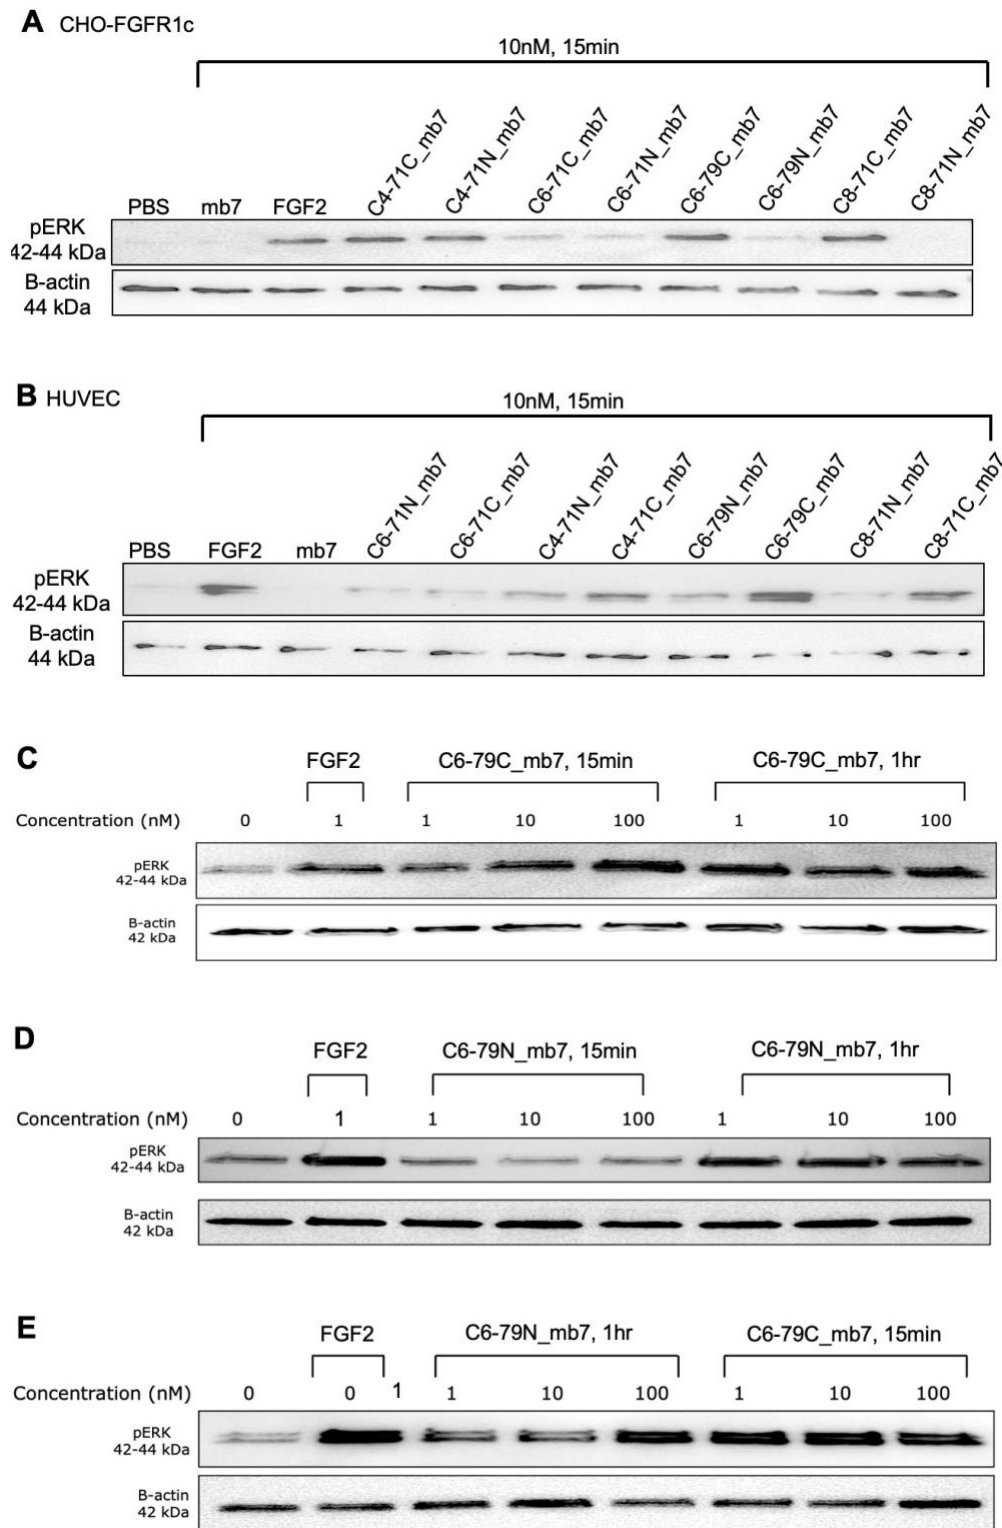 A CHO-FGFR1c
10nM, 15min
PBS mb7 FGF2 C4-71C_mb7 C4-71N_mb7 C6-71C_mb7 C6-71N_mb7 C6-79C_mb7 C6-79N_mb7 C8-71C_mb7 C8-71N_mb7
pERK
42-44 kDa
B-actin
44 kDa
B HUVEC
10nM, 15min
PBS FGF2 mb7 C6-71N_mb7 C6-71C_mb7 C4-71N_mb7 C4-71C_mb7 C6-79N_mb7 C6-79C_mb7 C8-71N_mb7 C8-71C_mb7
pERK
42-44 kDa
B-actin
44 kDa
C
FGF2 C6-79C_mb7, 15min C6-79C_mb7, 1hr
Concentration (nM) 0 1 1 10 100 1 10 100
pERK
42-44 kDa
B-actin
42 kDa
D
FGF2 C6-79N_mb7, 15min C6-79N_mb7, 1hr
Concentration (nM) 0 1 1 10 100 1 10 100
pERK
42-44 kDa
B-actin
42 kDa
E
FGF2 C6-79N_mb7, 1hr C6-79C_mb7, 15min
Concentration (nM) 0 0 1 1 10 100 1 10 100
pERK
42-44 kDa
B-actin
42 kDa